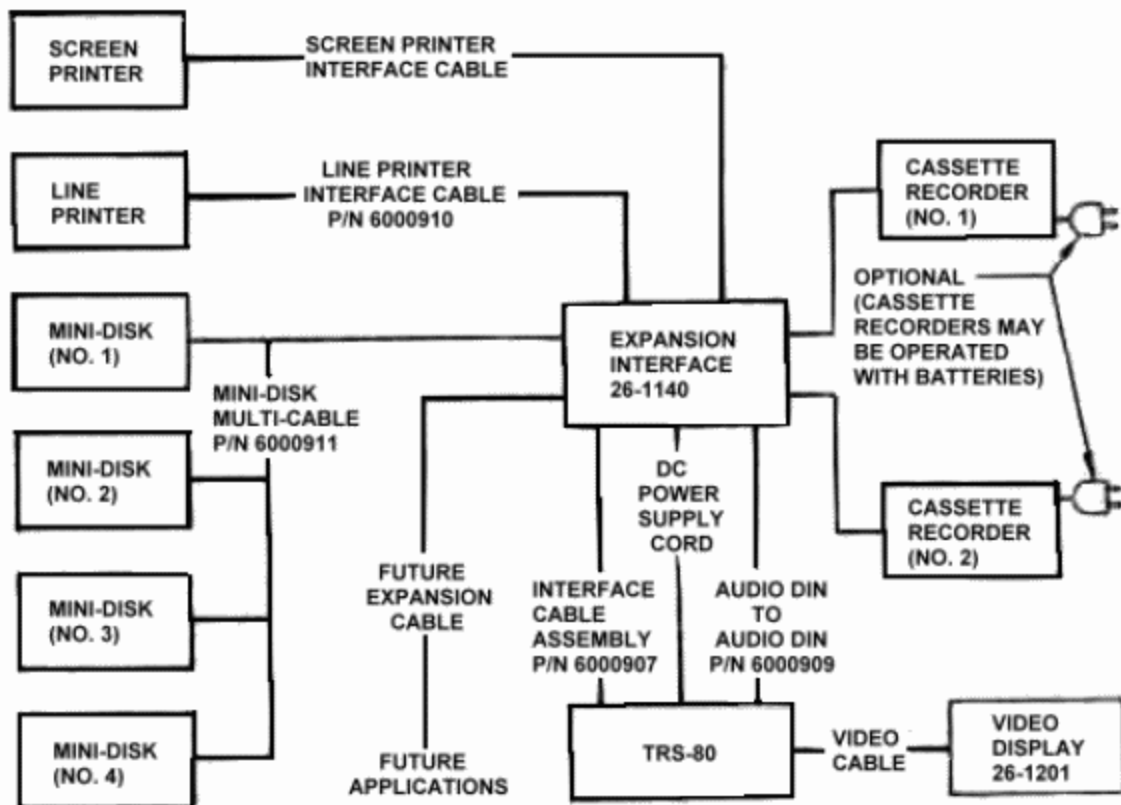 SCREEN
PRINTER
SCREEN PRINTER
INTERFACE CABLE
LINE
PRINTER
LINE PRINTER
INTERFACE CABLE
P/N 6000910
CASSETTE
RECORDER
(NO. 1)
OPTIONAL
(CASSETTE
RECORDERS MAY
BE OPERATED
WITH BATTERIES)
MINI-DISK
(NO. 1)
EXPANSION
INTERFACE
26-1140
MINI-DISK
MULTI-CABLE
P/N 6000911
MINI-DISK
(NO. 2)
DC
POWER
SUPPLY
CORD
CASSETTE
RECORDER
(NO. 2)
MINI-DISK
(NO. 3)
FUTURE
EXPANSION
CABLE
INTERFACE
CABLE
ASSEMBLY
P/N 6000907
AUDIO DIN
TO
AUDIO DIN
P/N 6000909
MINI-DISK
(NO. 4)
FUTURE
APPLICATIONS
TRS-80
VIDEO
CABLE
VIDEO
DISPLAY
26-1201